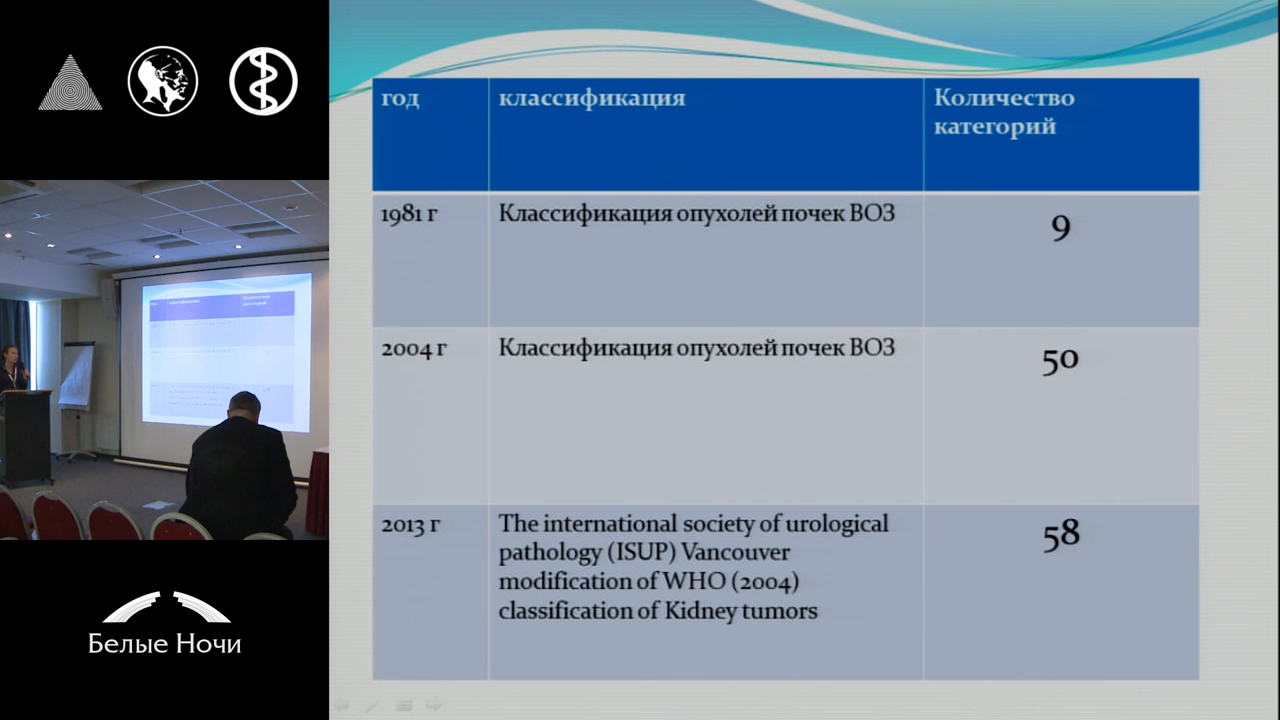 год
классификация
Количество
категорий
1981 г
Классификация опухолей почек ВОЗ
9
2004 г
Классификация опухолей почек ВОЗ
50
2013 г
The international society of urological
pathology (ISUP) Vancouver
modification of WHO (2004)
classification of Kidney tumors
58
Белые Ночи